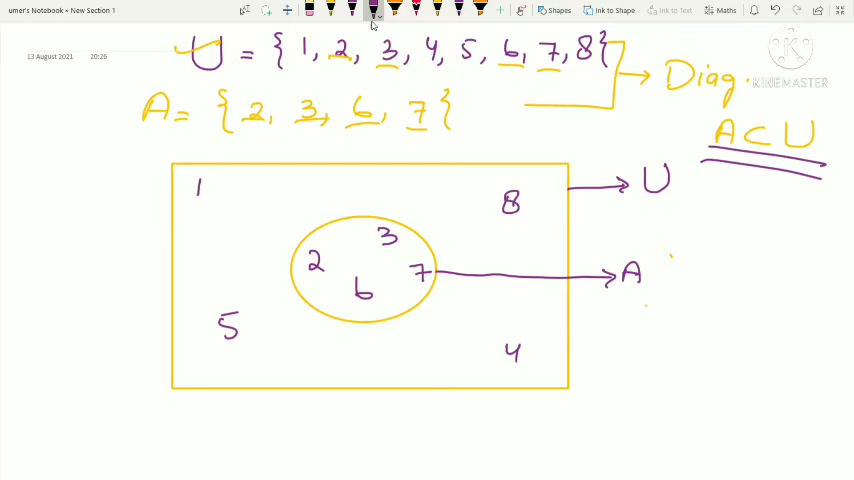 umer's Notebook » New Section 1
Shapes
Ink to Shape
Ink to Text
Maths
13 August 2021 20:26
U = {1, 2, 3, 4, 5, 6, 7, 8}
KINEMASTER
Diag.
A = {2, 3, 6, 7}
A ⊂ U
1
8
U
3
2
7
A
6
5
4